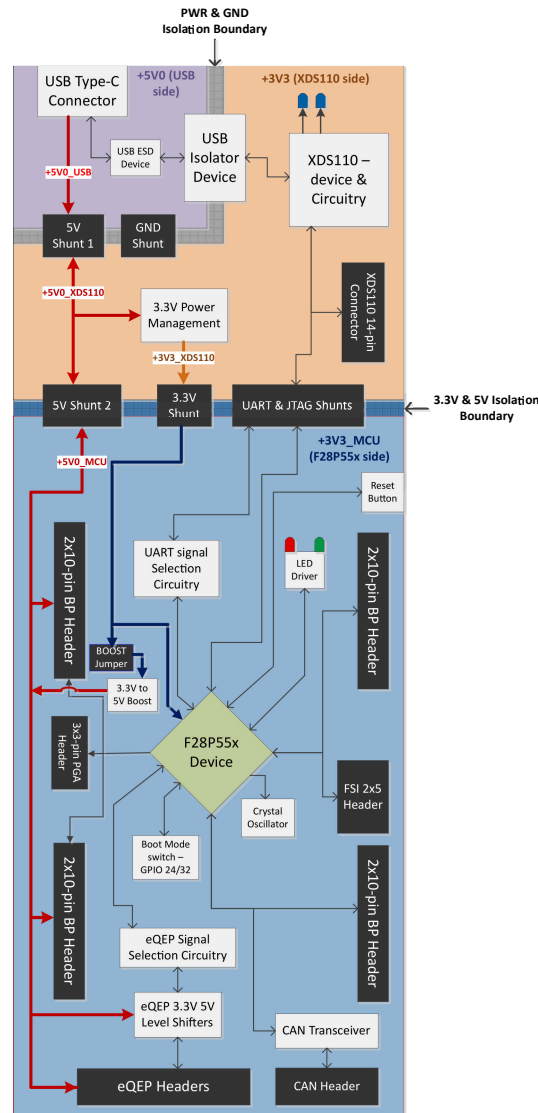 PWR & GND
Isolation Boundary
+5V0 (USB
side)
+3V3 (XDS110 side)
USB Type-C
Connector
USB ESD
Device
USB
Isolator
Device
XDS110 –
device &
Circuitry
+5V0_USB
5V
Shunt 1
GND
Shunt
XDS110 14-pin
Connector
+5V0_XDS110
3.3V Power
Management
+3V3_XDS110
5V Shunt 2
3.3V
Shunt
UART & JTAG Shunts
3.3V & 5V Isolation
Boundary
+3V3_MCU
(F28P55x side)
+5V0_MCU
Reset
Button
2x10-pin BP Header
UART signal
Selection
Circuitry
LED
Driver
2x10-pin BP Header
BOOST
Jumper
3.3V to
5V Boost
3x3-pin PGA
Header
F28P55x
Device
FSI 2x5
Header
Crystal
Oscillator
Boot Mode
switch –
GPIO 24/32
2x10-pin BP Header
2x10-pin BP Header
eQEP Signal
Selection Circuitry
eQEP 3.3V 5V
Level Shifters
CAN Transceiver
eQEP Headers
CAN Header